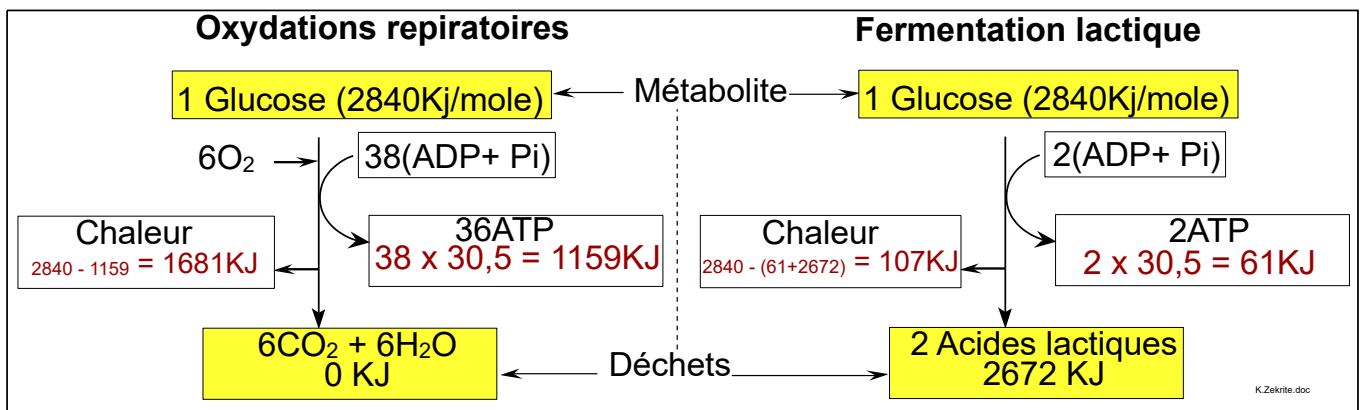 Oxydations repiratoires
Fermentation lactique
1 Glucose (2840Kj/mole)
Métabolite
1 Glucose (2840Kj/mole)
6O₂
38(ADP+ Pi)
2(ADP+ Pi)
Chaleur
2840 - 1159 = 1681KJ
36ATP
38 x 30,5 = 1159KJ
Chaleur
2840 - (61+2672) = 107KJ
2ATP
2 x 30,5 = 61KJ
6CO₂ + 6H₂O
0 KJ
Déchets
2 Acides lactiques
2672 KJ
K.Zekrite.doc